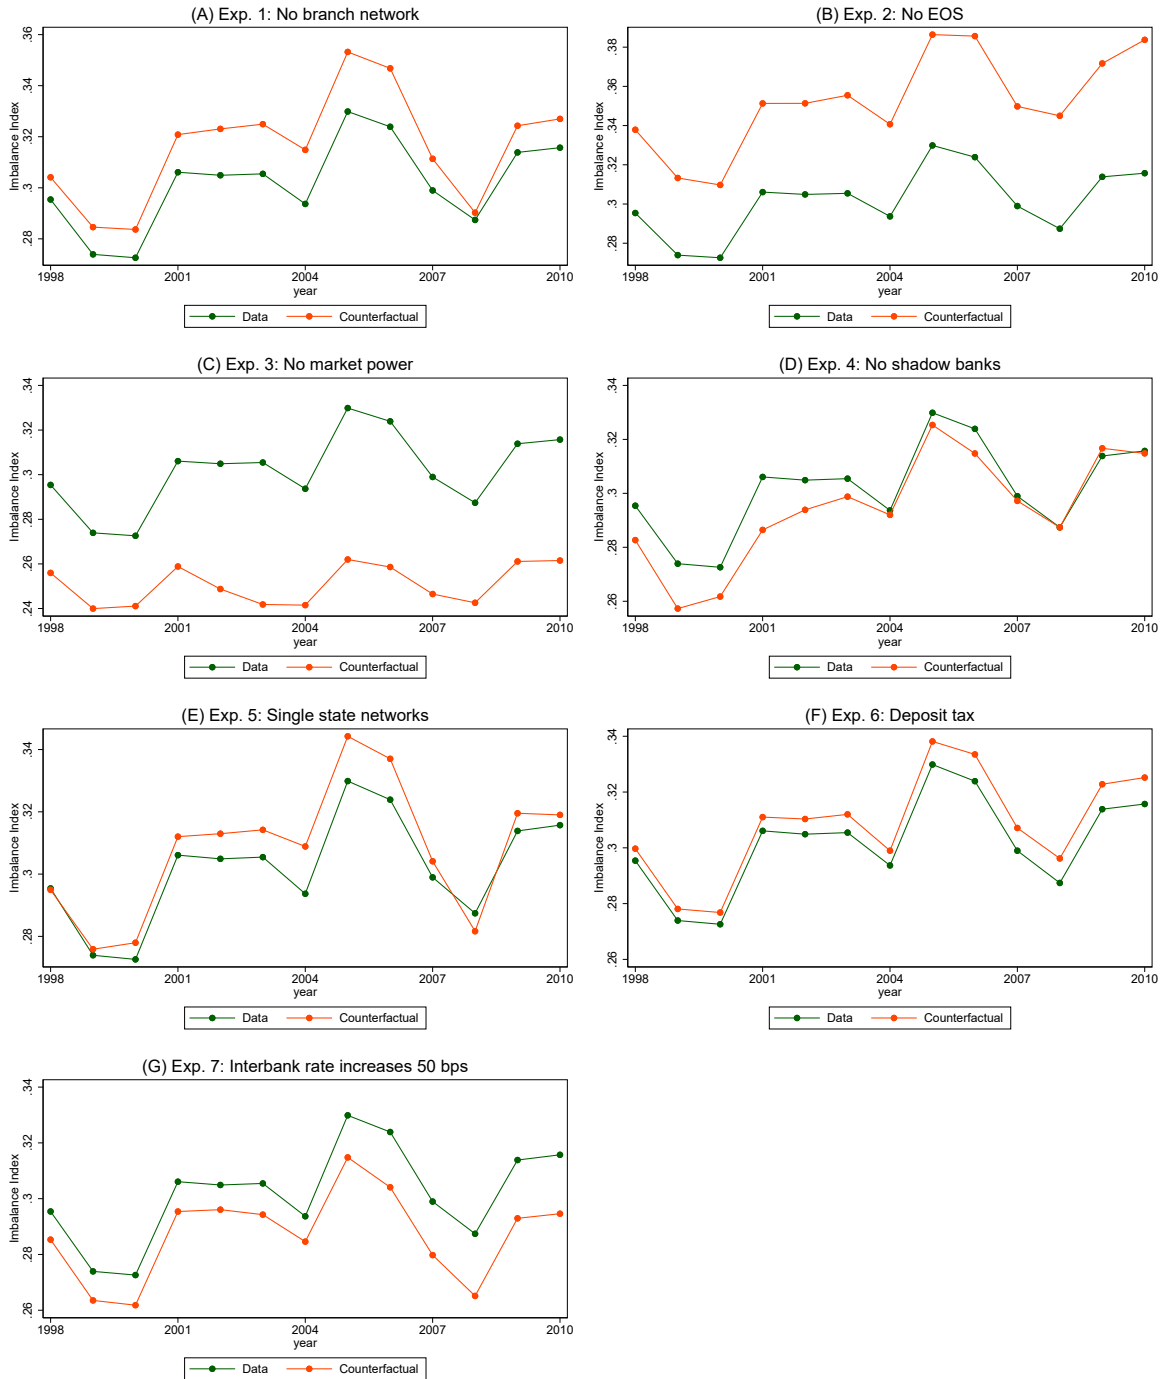 (A) Exp. 1: No branch network
Imbalance Index
.36
.34
.32
.3
.28
1998 2001 2004 2007 2010
year
Data Counterfactual
(B) Exp. 2: No EOS
Imbalance Index
.38
.36
.34
.32
.3
.28
1998 2001 2004 2007 2010
year
Data Counterfactual
(C) Exp. 3: No market power
Imbalance Index
.34
.32
.3
.28
.26
.24
1998 2001 2004 2007 2010
year
Data Counterfactual
(D) Exp. 4: No shadow banks
Imbalance Index
.34
.32
.3
.28
.26
1998 2001 2004 2007 2010
year
Data Counterfactual
(E) Exp. 5: Single state networks
Imbalance Index
.34
.32
.3
.28
1998 2001 2004 2007 2010
year
Data Counterfactual
(F) Exp. 6: Deposit tax
Imbalance Index
.34
.32
.3
.28
.26
1998 2001 2004 2007 2010
year
Data Counterfactual
(G) Exp. 7: Interbank rate increases 50 bps
Imbalance Index
.34
.32
.3
.28
.26
1998 2001 2004 2007 2010
year
Data Counterfactual